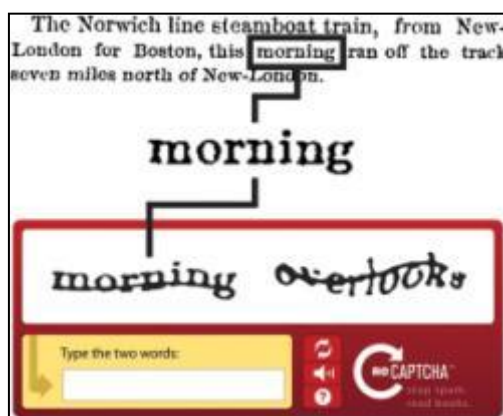 The Norwich line steamboat train, from New-
London for Boston, this morning ran off the track
seven miles north of New-London.
morning
morning overlooks
Type the two words:
reCAPTCHA™
stop spam.
read books.